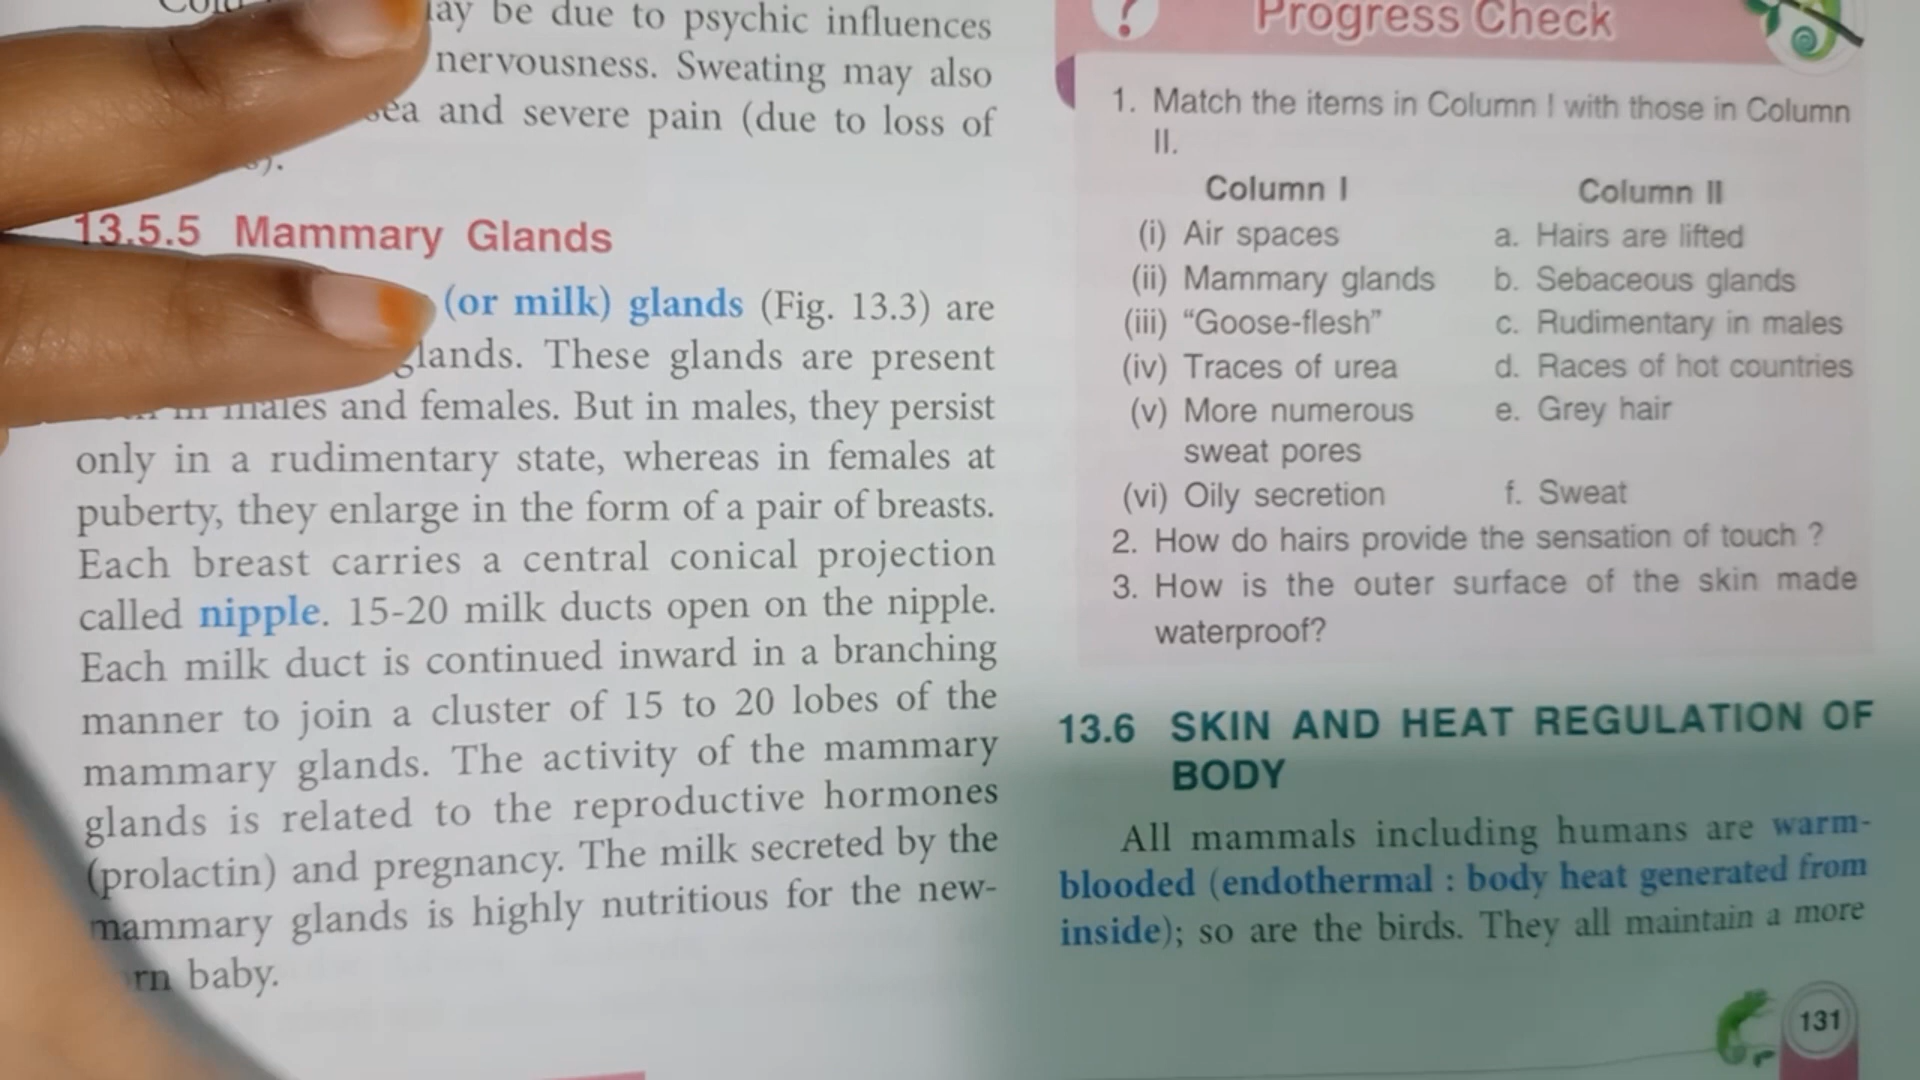 may be due to psychic influences
nervousness. Sweating may also
and severe pain (due to loss of
13.5.5 Mammary Glands
(or milk) glands (Fig. 13.3) are
glands. These glands are present
in males and females. But in males, they persist
only in a rudimentary state, whereas in females at
puberty, they enlarge in the form of a pair of breasts.
Each breast carries a central conical projection
called nipple. 15-20 milk ducts open on the nipple.
Each milk duct is continued inward in a branching
manner to join a cluster of 15 to 20 lobes of the
mammary glands. The activity of the mammary
glands is related to the reproductive hormones
(prolactin) and pregnancy. The milk secreted by the
mammary glands is highly nutritious for the new-
rn baby.
? Progress Check
1. Match the items in Column I with those in Column
II.
Column I Column II
(i) Air spaces a. Hairs are lifted
(ii) Mammary glands b. Sebaceous glands
(iii) “Goose-flesh” c. Rudimentary in males
(iv) Traces of urea d. Races of hot countries
(v) More numerous e. Grey hair
sweat pores
(vi) Oily secretion f. Sweat
2. How do hairs provide the sensation of touch ?
3. How is the outer surface of the skin made
waterproof?
13.6 SKIN AND HEAT REGULATION OF
BODY
All mammals including humans are warm-
blooded (endothermal : body heat generated from
inside); so are the birds. They all maintain a more
131